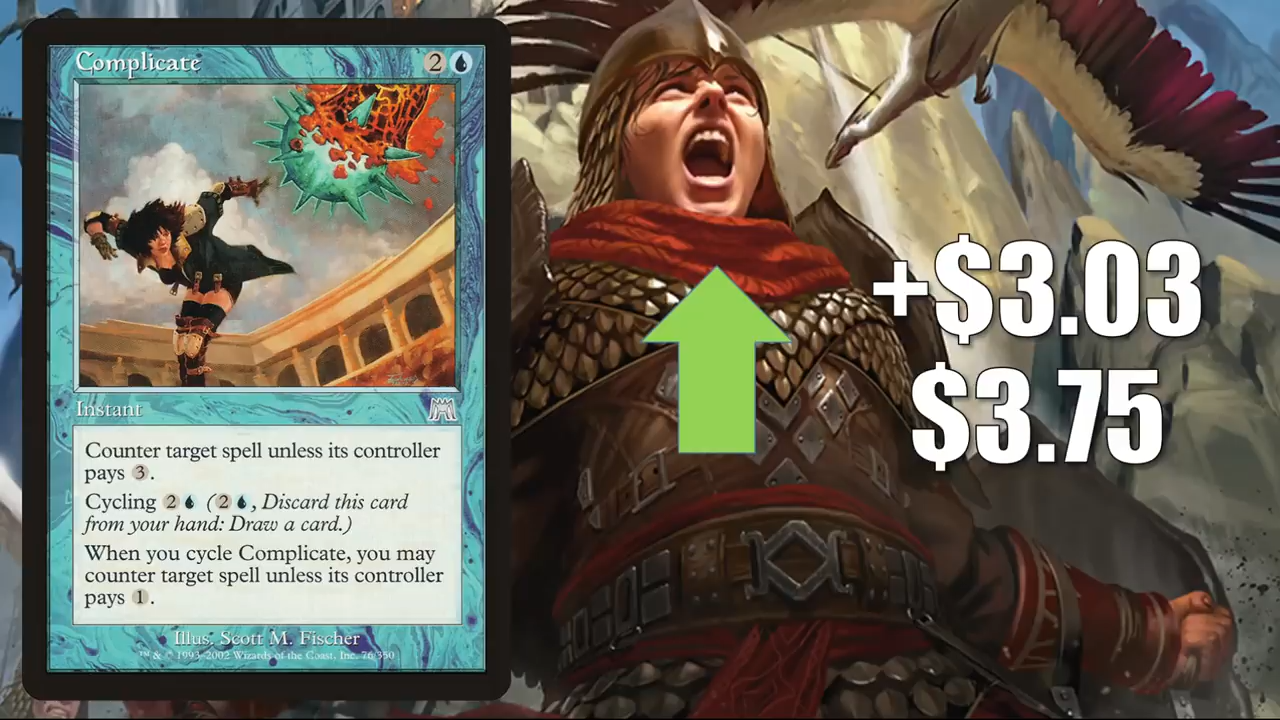 Complicate 2
Instant
Counter target spell unless its controller
pays 3.
Cycling 2 (2, Discard this card
from your hand: Draw a card.)
When you cycle Complicate, you may
counter target spell unless its controller
pays 1.
Illus. Scott M. Fischer
™ & © 1993-2002 Wizards of the Coast, Inc. 76/350
+$3.03
$3.75